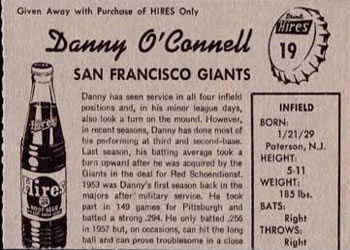 Given Away with Purchase of HIRES Only
Drink
Hires
19
Danny O'Connell
SAN FRANCISCO GIANTS
Danny has seen service in all four infield
positions and, in his minor league days,
also took a turn on the mound. However,
in recent seasons, Danny has done most of
his preforming at third and second-base.
Last season, his batting average took a
turn upward after he was acquired by the
Giants in the deal for Red Schoendienst.
1953 was Danny's first season back in the
majors after military service. He took
part in 149 games for Pittsburgh and
batted a strong .294. He only batted .256
in 1957 but, on occasions, can hit the long
ball and can prove troublesome in a close
INFIELD
BORN:
1/21/29
Paterson, N.J.
HEIGHT:
5-11
WEIGHT:
185 lbs.
BATS:
Right
THROWS:
Right
Hires
ROOT BEER